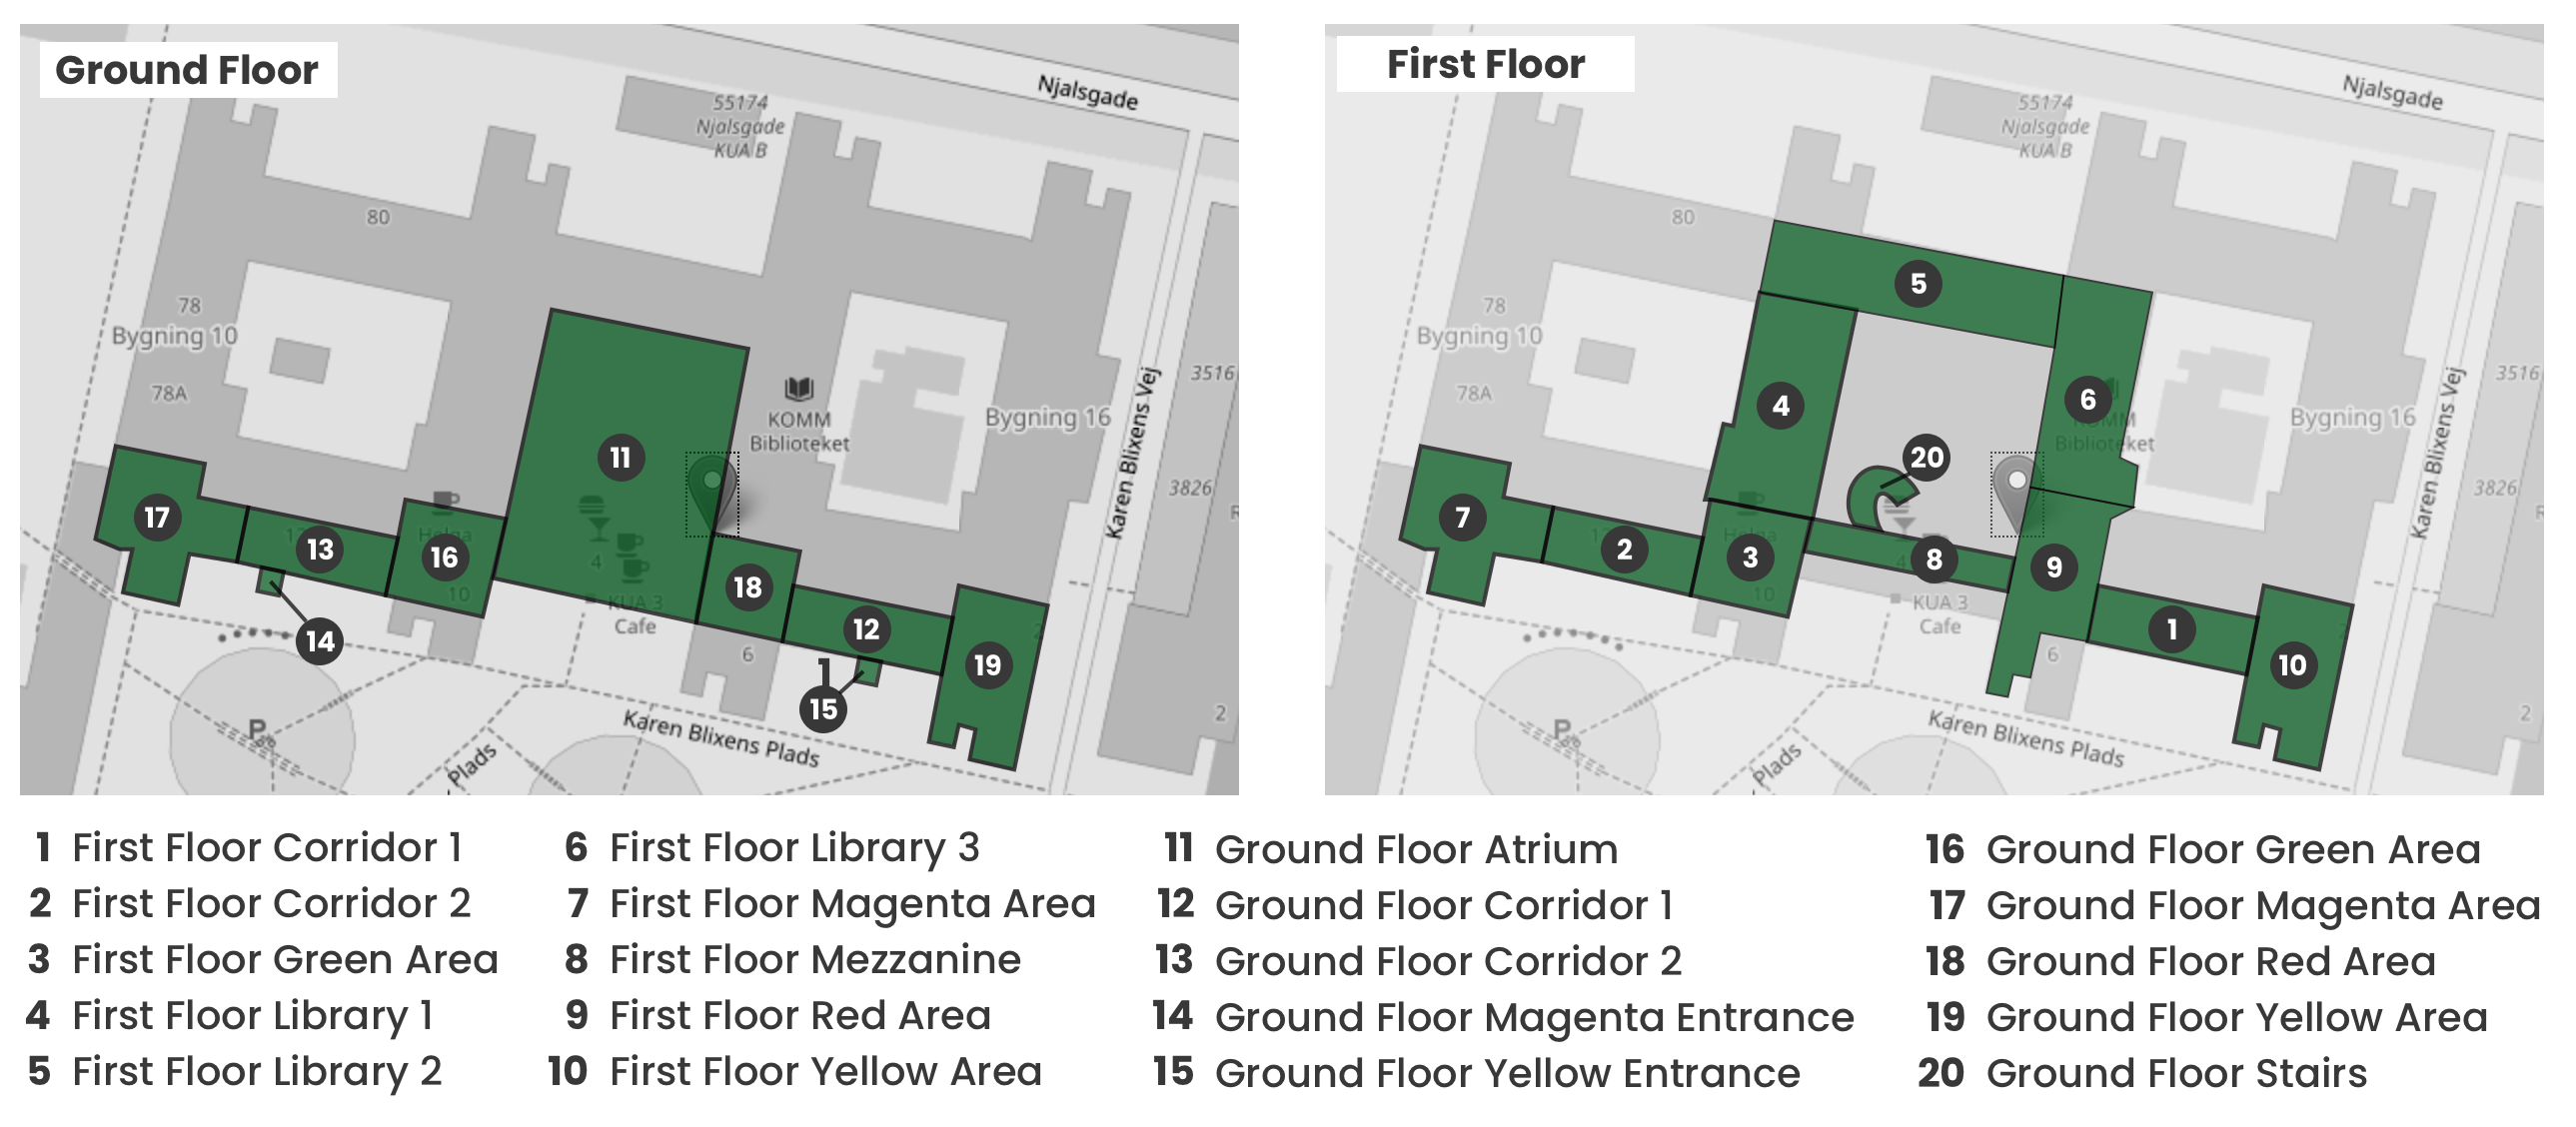 Ground Floor
Njalsgade
55174
Njalsgade
KUA B
80
78
Bygning 10
78A
KOMM
Biblioteket
Bygning 16
Karen Blixens Vej
3516
3826
11
17
13
16
Helga
10
14
4
KUA 3
Cafe
18
12
6
15
19
2
P
Plads
Karen Blixens Plads
First Floor
Njalsgade
55174
Njalsgade
KUA B
80
78
Bygning 10
78A
5
4
6
KOMM
Biblioteket
Bygning 16
Karen Blixens Vej
3516
3826
20
7
2
3
Helga
10
8
4
9
KUA 3
Cafe
1
6
10
2
P
Plads
Karen Blixens Plads
1 First Floor Corridor 1
2 First Floor Corridor 2
3 First Floor Green Area
4 First Floor Library 1
5 First Floor Library 2
6 First Floor Library 3
7 First Floor Magenta Area
8 First Floor Mezzanine
9 First Floor Red Area
10 First Floor Yellow Area
11 Ground Floor Atrium
12 Ground Floor Corridor 1
13 Ground Floor Corridor 2
14 Ground Floor Magenta Entrance
15 Ground Floor Yellow Entrance
16 Ground Floor Green Area
17 Ground Floor Magenta Area
18 Ground Floor Red Area
19 Ground Floor Yellow Area
20 Ground Floor Stairs